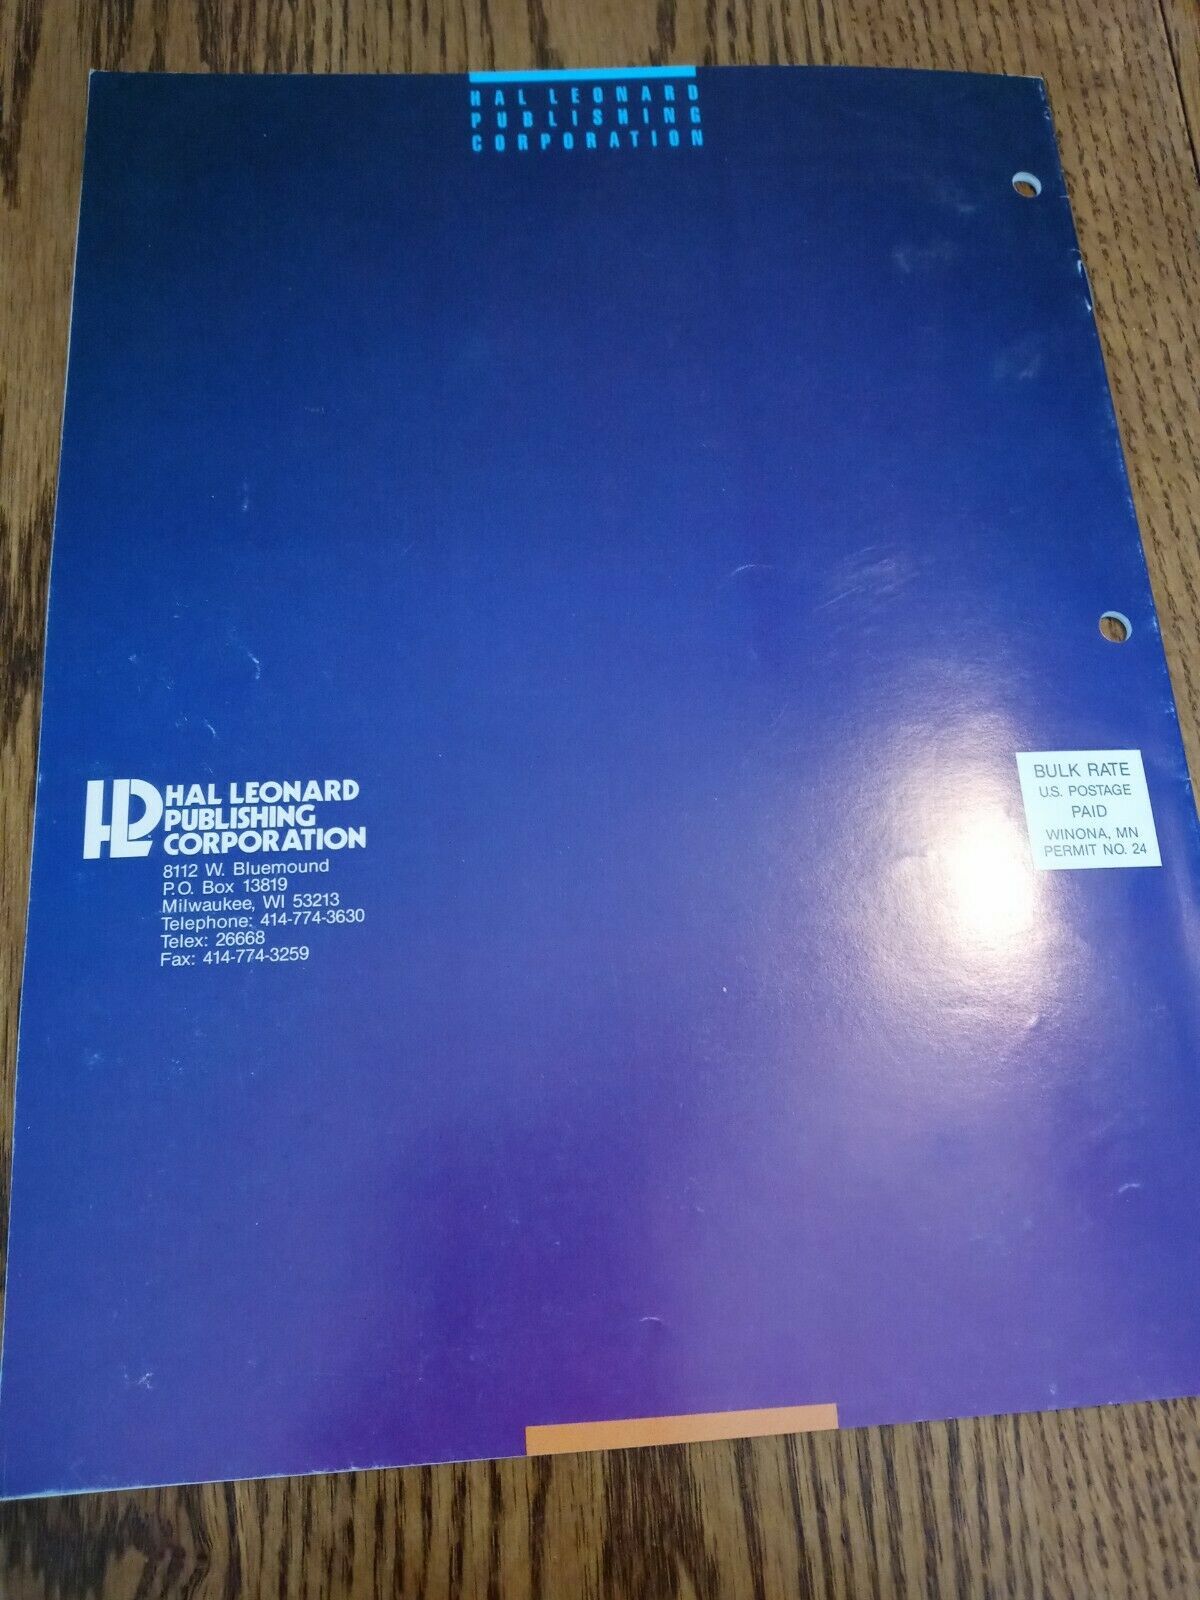 HAL LEONARD
PUBLISHING
CORPORATION
HAL LEONARD
PUBLISHING
CORPORATION
8112 W. Bluemound
P.O. Box 13819
Milwaukee, WI 53213
Telephone: 414-774-3630
Telex: 26668
Fax: 414-774-3259
BULK RATE
U.S. POSTAGE
PAID
WINONA, MN
PERMIT NO. 24